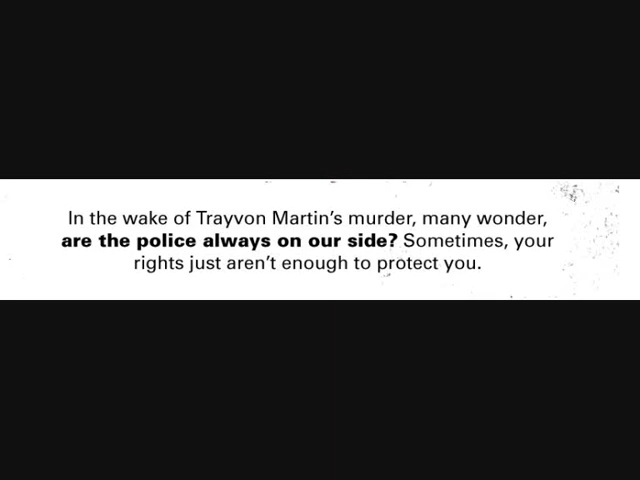 In the wake of Trayvon Martin's murder, many wonder,
are the police always on our side? Sometimes, your
rights just aren't enough to protect you.